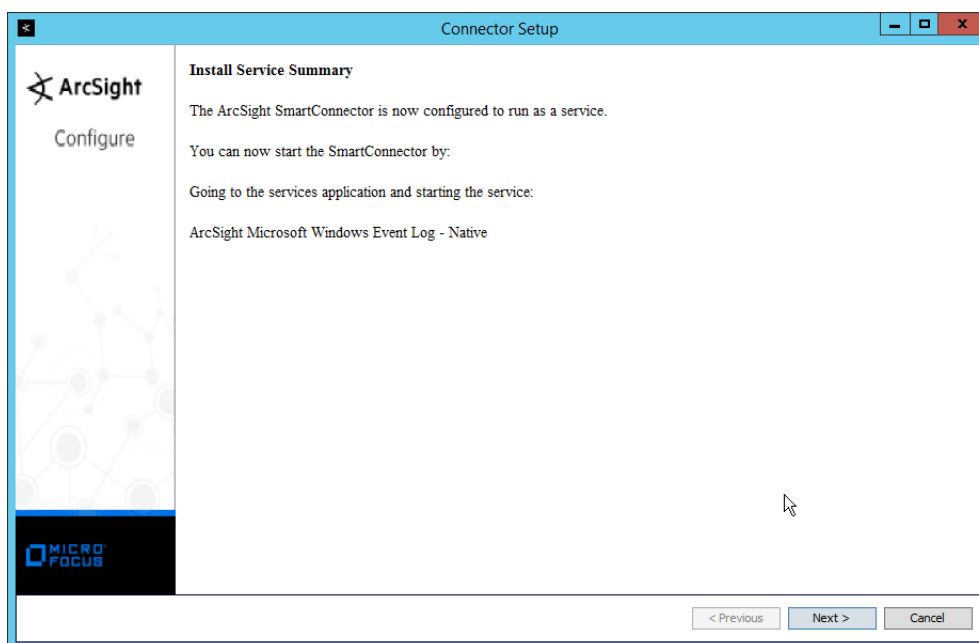 Connector Setup
ArcSight
Configure
Install Service Summary
The ArcSight SmartConnector is now configured to run as a service.
You can now start the SmartConnector by:
Going to the services application and starting the service:
ArcSight Microsoft Windows Event Log - Native
MICRO
FOCUS
< Previous
Next >
Cancel